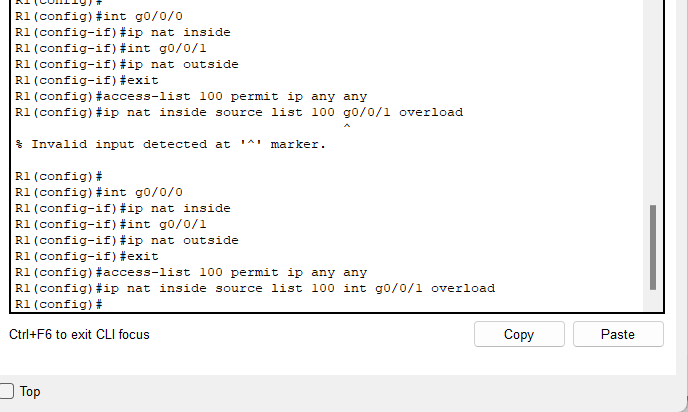 R1(config)#
R1(config)#int g0/0/0
R1(config-if)#ip nat inside
R1(config-if)#int g0/0/1
R1(config-if)#ip nat outside
R1(config-if)#exit
R1(config)#access-list 100 permit ip any any
R1(config)#ip nat inside source list 100 g0/0/1 overload
^
% Invalid input detected at '^' marker.
R1(config)#
R1(config)#int g0/0/0
R1(config-if)#ip nat inside
R1(config-if)#int g0/0/1
R1(config-if)#ip nat outside
R1(config-if)#exit
R1(config)#access-list 100 permit ip any any
R1(config)#ip nat inside source list 100 int g0/0/1 overload
R1(config)#
Ctrl+F6 to exit CLI focus
Copy
Paste
Top